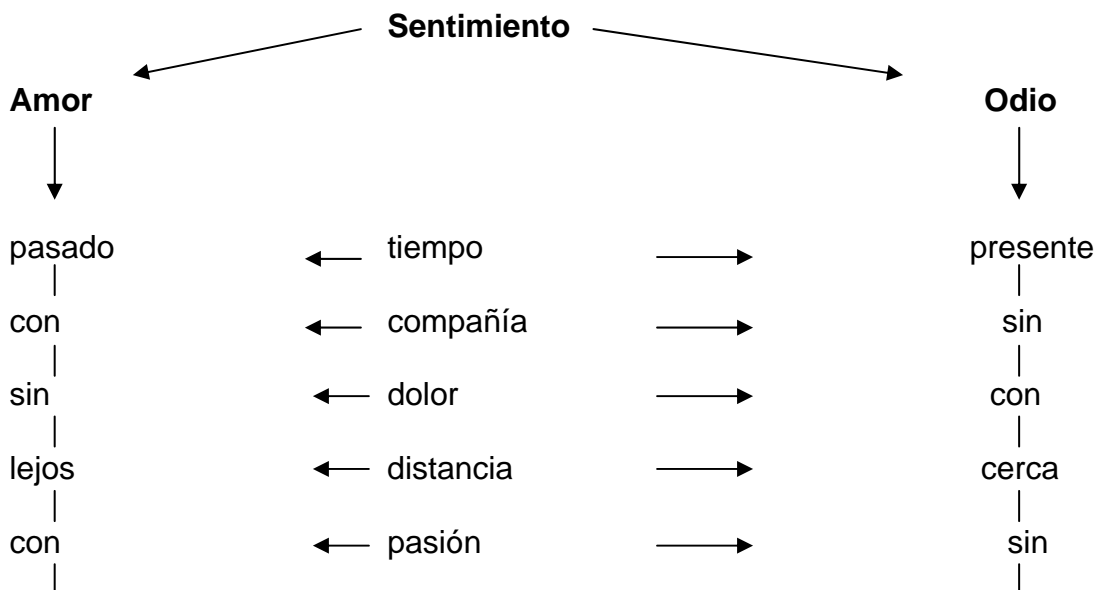 Sentimiento
Amor Odio
pasado tiempo presente
con compañía sin
sin dolor con
lejos distancia cerca
con pasión sin